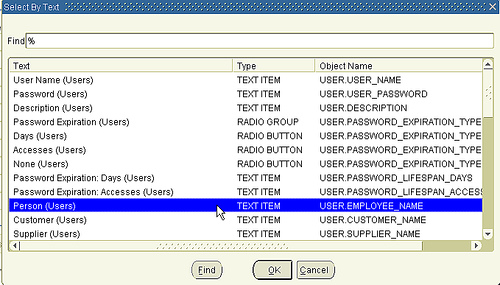 Select By Text
Find %
Text Type Object Name
User Name (Users) TEXT ITEM USER.USER_NAME
Password (Users) TEXT ITEM USER.USER_PASSWORD
Description (Users) TEXT ITEM USER.DESCRIPTION
Password Expiration (Users) RADIO GROUP USER.PASSWORD_EXPIRATION_TYPE
Days (Users) RADIO BUTTON USER.PASSWORD_EXPIRATION_TYPE
Accesses (Users) RADIO BUTTON USER.PASSWORD_EXPIRATION_TYPE
None (Users) RADIO BUTTON USER.PASSWORD_EXPIRATION_TYPE
Password Expiration: Days (Users) TEXT ITEM USER.PASSWORD_LIFESPAN_DAYS
Password Expiration: Accesses (Users) TEXT ITEM USER.PASSWORD_LIFESPAN_ACCESS
Person (Users) TEXT ITEM USER.EMPLOYEE_NAME
Customer (Users) TEXT ITEM USER.CUSTOMER_NAME
Supplier (Users) TEXT ITEM USER.SUPPLIER_NAME
Find OK Cancel